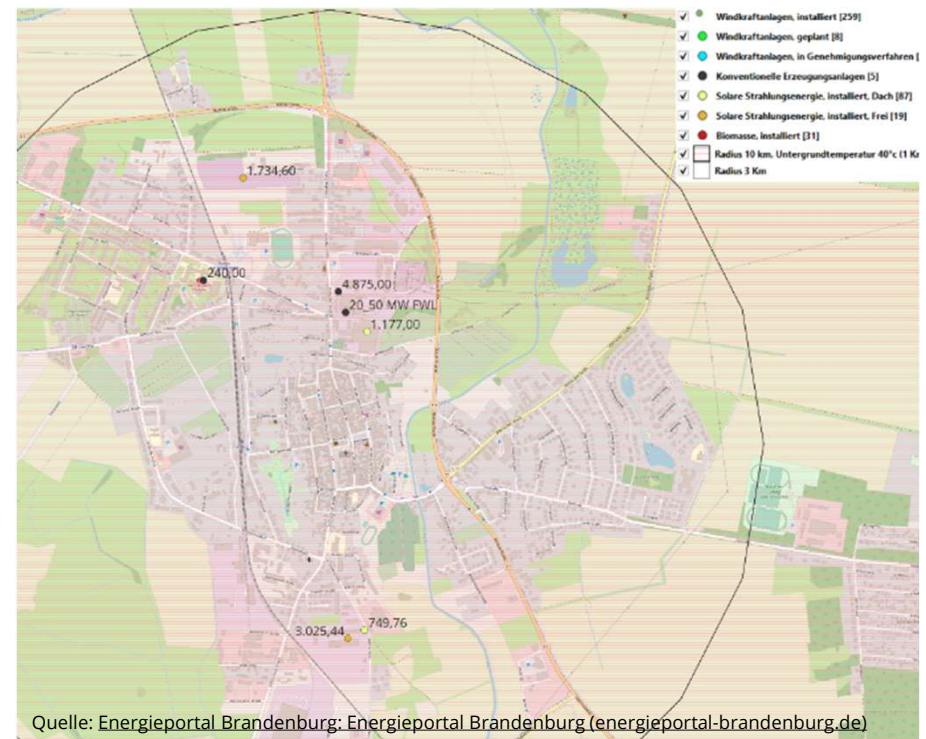 Windkraftanlagen, installiert [259]
Windkraftanlagen, geplant [8]
Windkraftanlagen, in Genehmigungsverfahren [
Konventionelle Erzeugungsanlagen [5]
Solare Strahlungsenergie, installiert, Dach [87]
Solare Strahlungsenergie, installiert, Frei [19]
Biomasse, installiert [31]
Radius 10 km, Untergrundtemperatur 40°c (1 Kr
Radius 3 Km
1.734,60
240,00
4.875,00
20_50 MW FWL
1.177,00
749,76
3.025,44
Quelle: Energieportal Brandenburg: Energieportal Brandenburg (energieportal-brandenburg.de)